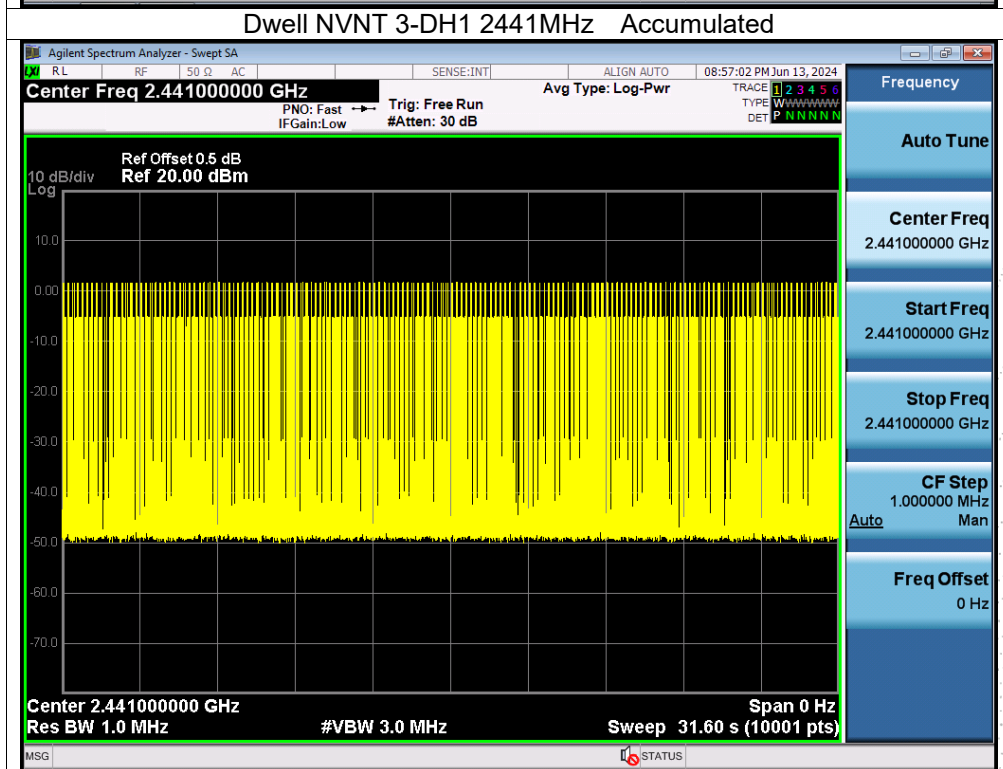 Dwell NVNT 3-DH1 2441MHz Accumulated
Agilent Spectrum Analyzer - Swept SA
LXI RL RF 50 Ω AC SENSE:INT ALIGN AUTO 08:57:02 PM Jun 13, 2024
Center Freq 2.441000000 GHz
PNO: Fast
IFGain:Low
Trig: Free Run
#Atten: 30 dB
Avg Type: Log-Pwr
TRACE 1 2 3 4 5 6
TYPE WWWWWW
DET P N N N N N
Ref Offset 0.5 dB
10 dB/div Ref 20.00 dBm
Log
10.0
0.00
-10.0
-20.0
-30.0
-40.0
-50.0
-60.0
-70.0
Center 2.441000000 GHz Span 0 Hz
Res BW 1.0 MHz #VBW 3.0 MHz Sweep 31.60 s (10001 pts)
MSG STATUS
Frequency
Auto Tune
Center Freq
2.441000000 GHz
Start Freq
2.441000000 GHz
Stop Freq
2.441000000 GHz
CF Step
1.000000 MHz
Auto Man
Freq Offset
0 Hz